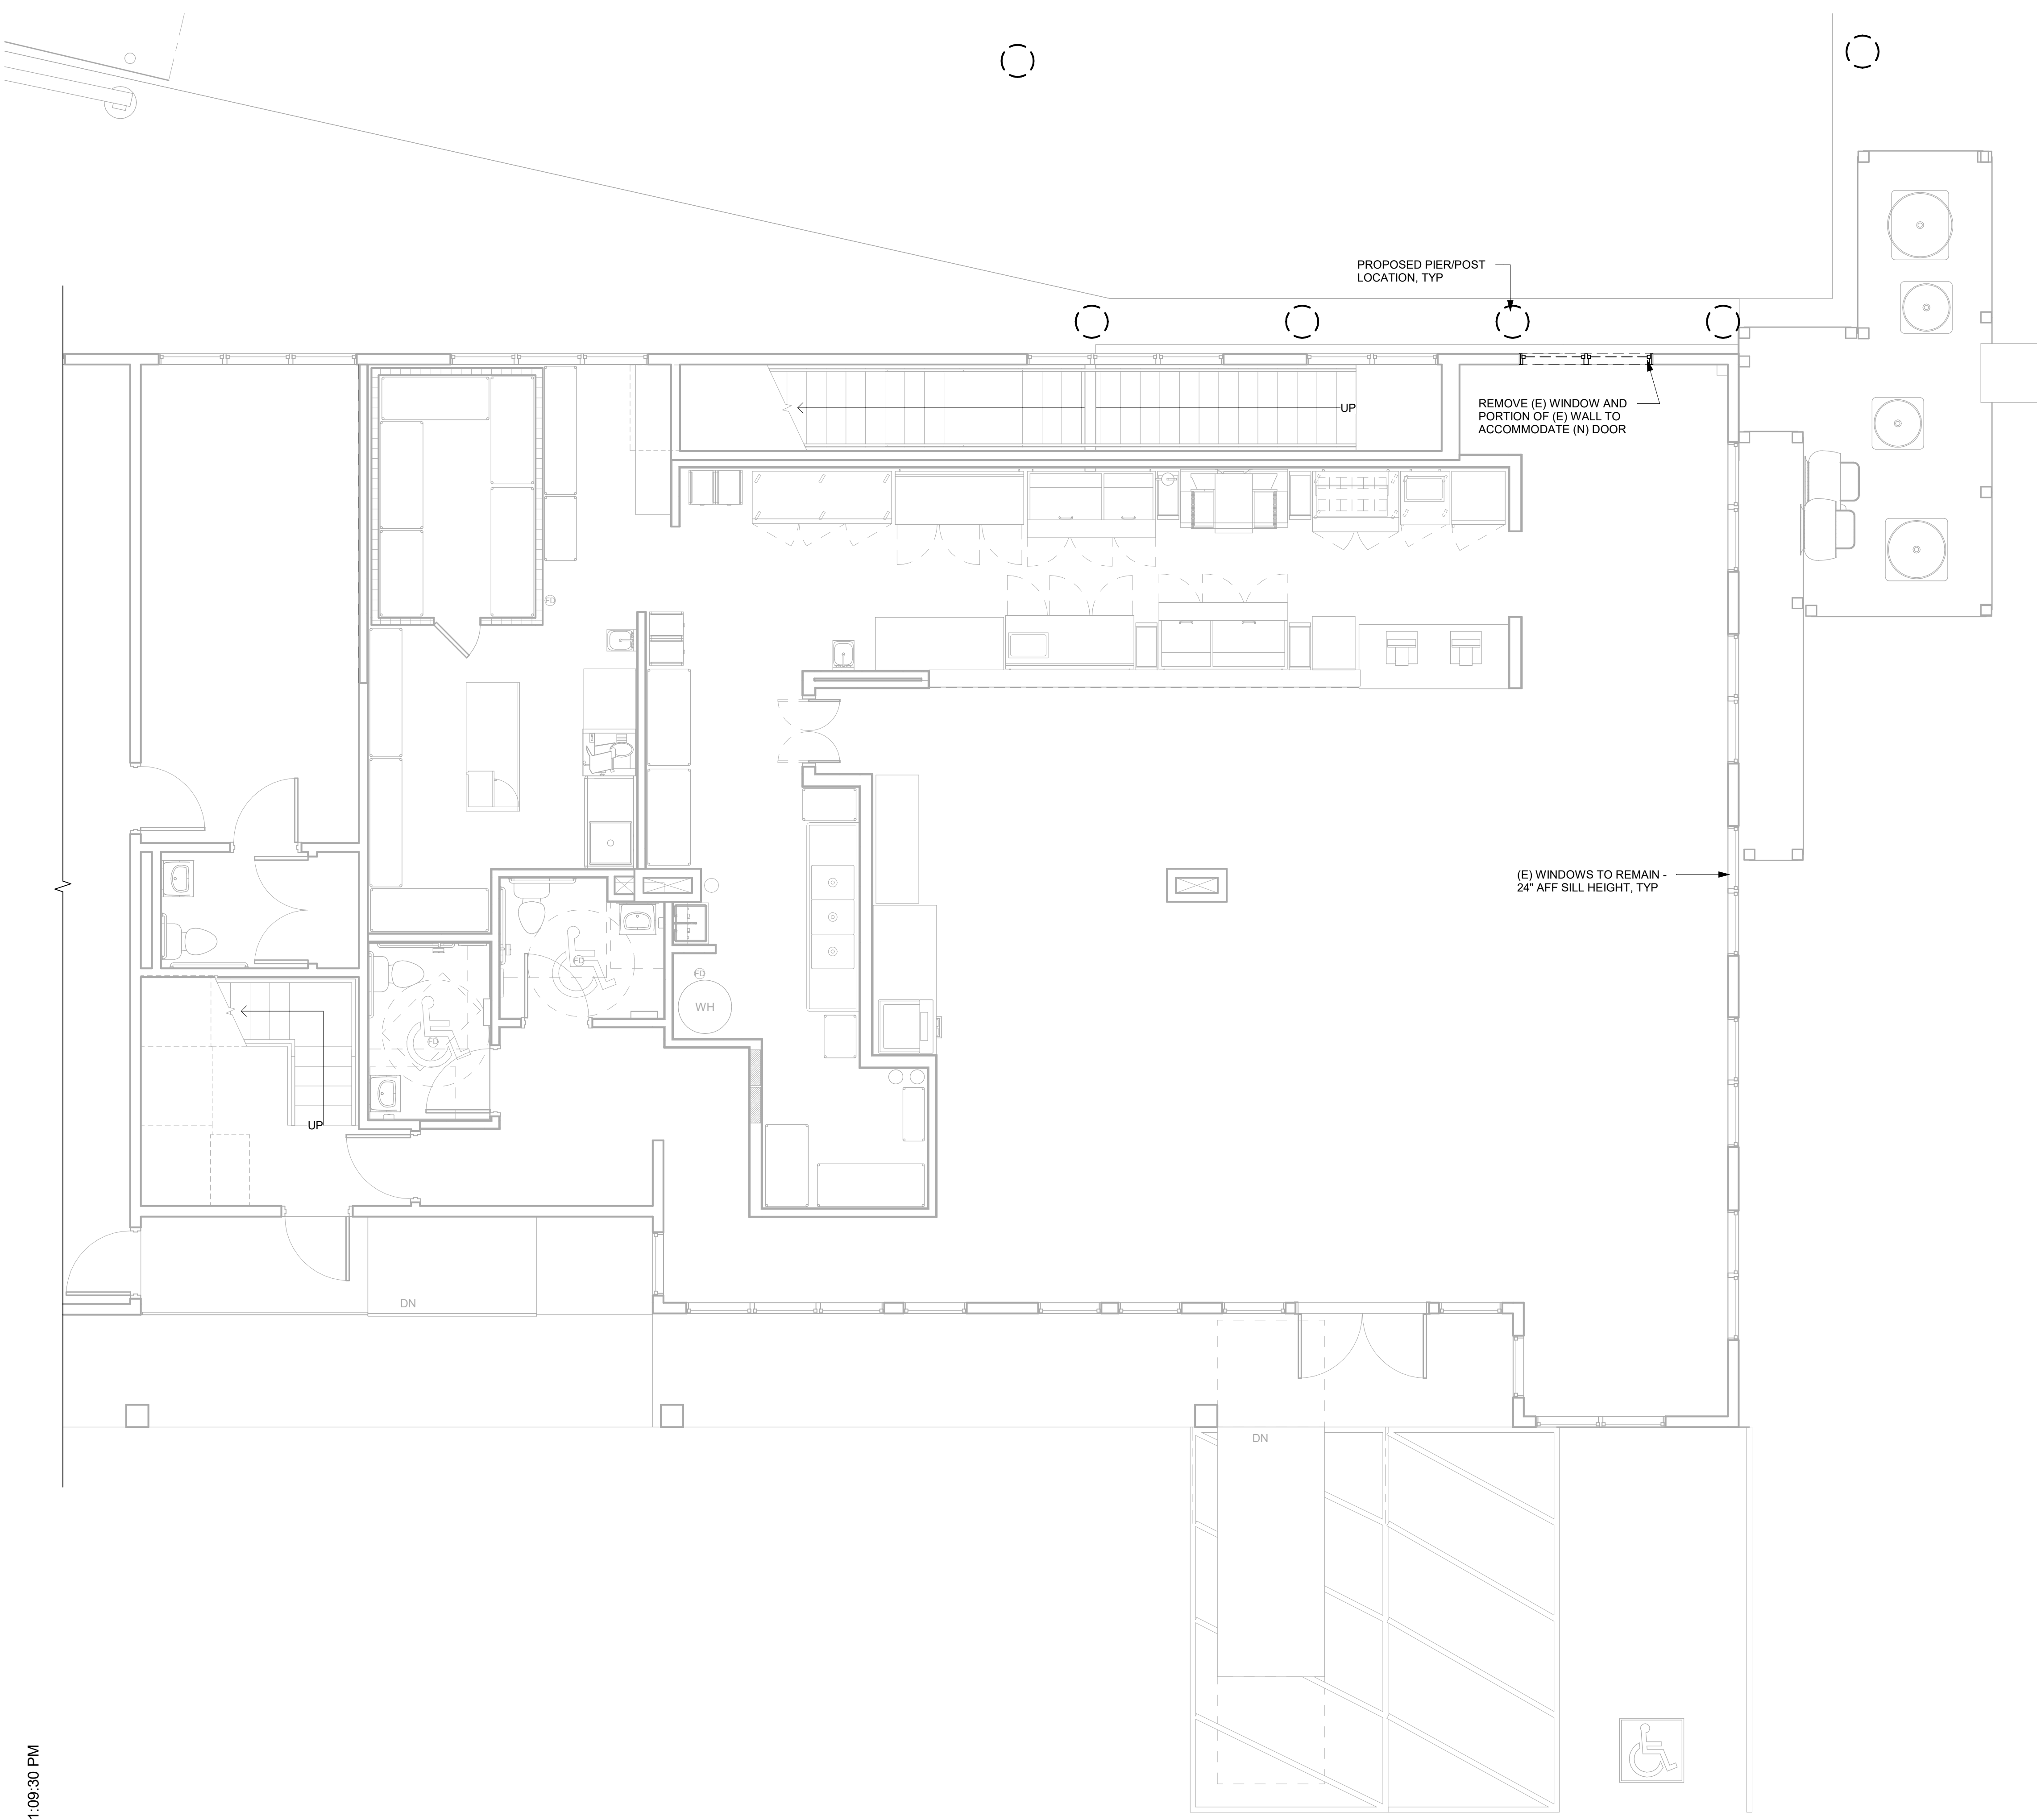 PROPOSED PIER/POST
LOCATION, TYP
REMOVE (E) WINDOW AND
PORTION OF (E) WALL TO
ACCOMMODATE (N) DOOR
UP
FD
(E) WINDOWS TO REMAIN -
24" AFF SILL HEIGHT, TYP
FD
FD
WH
FD
UP
DN
DN
1:09:30 PM